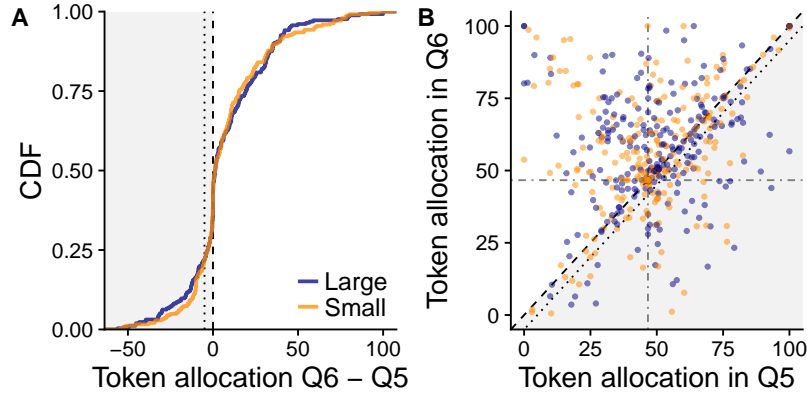 A
CDF
1.00
0.75
0.50
0.25
0.00
Large
Small
−50
0
50
100
Token allocation Q6 − Q5
B
Token allocation in Q6
100
75
50
25
0
0
25
50
75
100
Token allocation in Q5